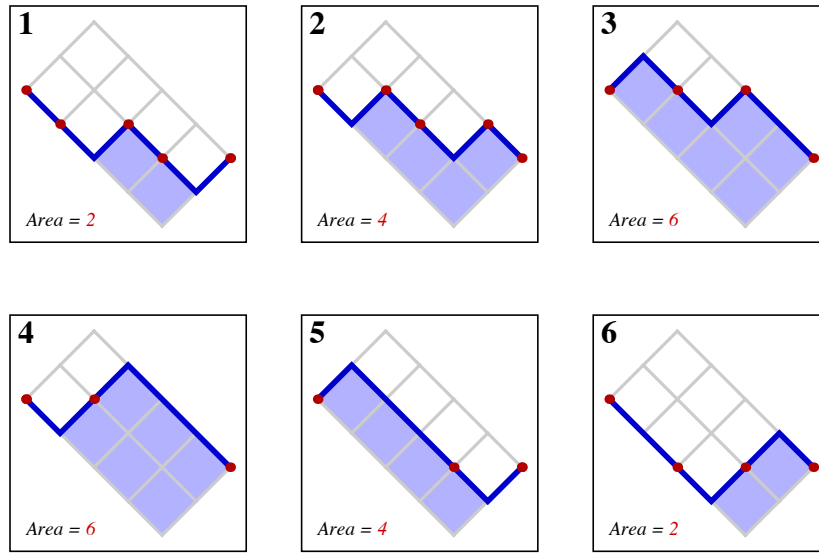 1
2
3
Area = 2
Area = 4
Area = 6
4
5
6
Area = 6
Area = 4
Area = 2